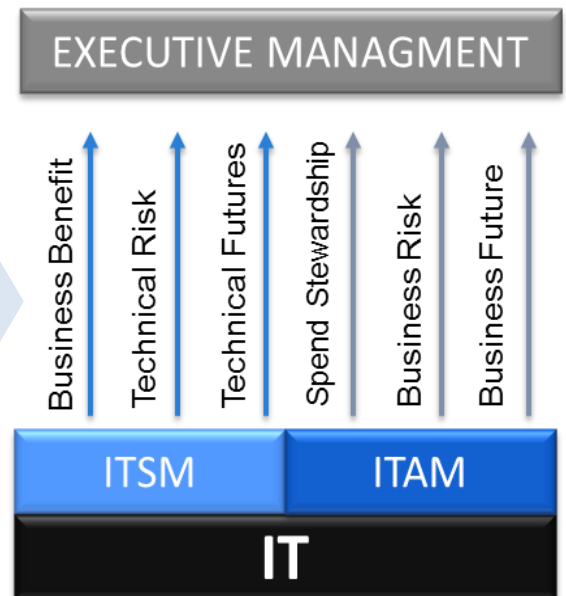 EXECUTIVE MANAGMENT
Business Benefit
Technical Risk
Technical Futures
Spend Stewardship
Business Risk
Business Future
ITSM
ITAM
IT